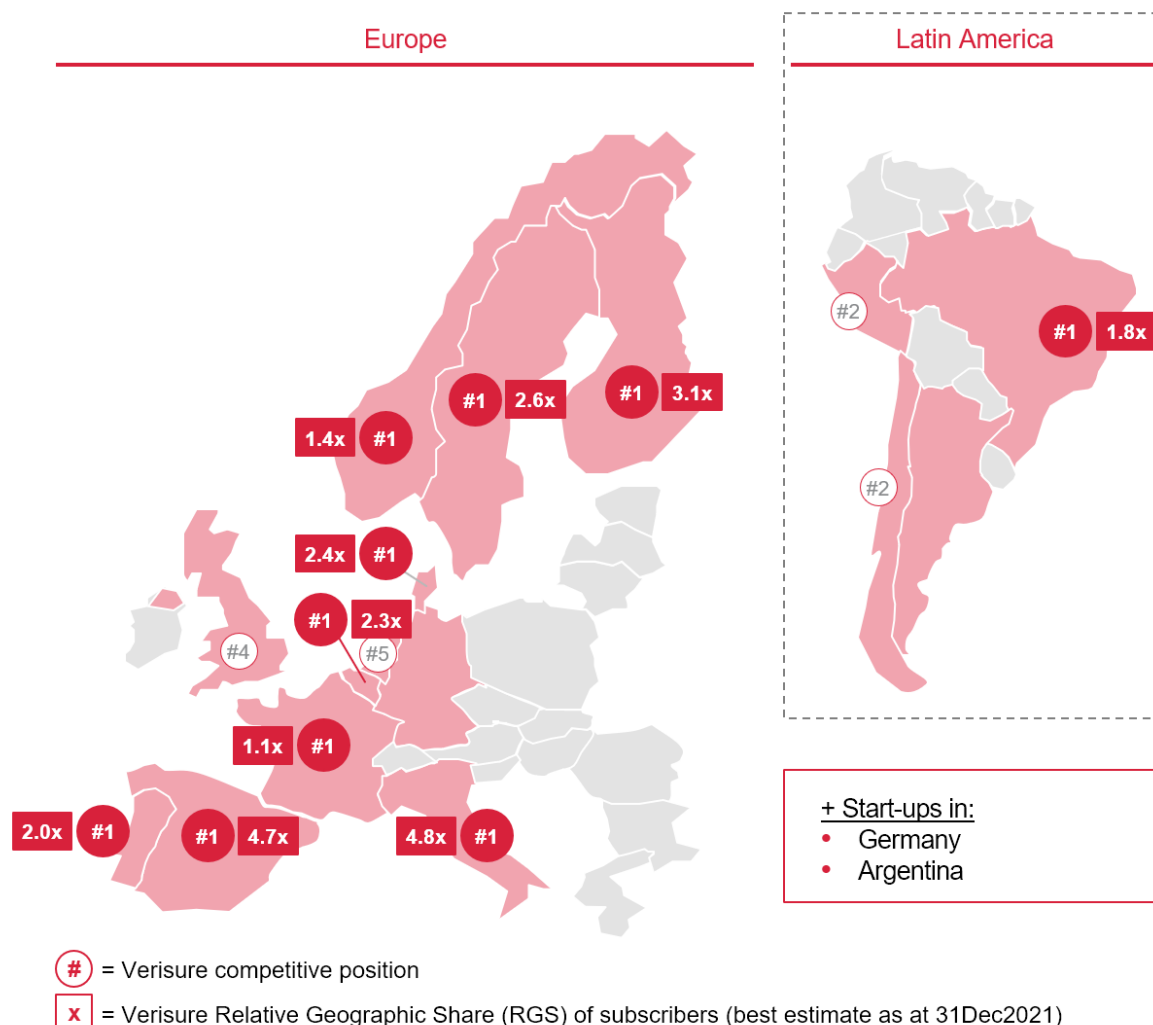 Europe
Latin America
#2
#1 1.8x
#1 2.6x
#1 3.1x
1.4x #1
#2
2.4x #1
#1 2.3x
#4
#5
1.1x #1
2.0x #1
#1 4.7x
4.8x #1
+ Start-ups in:
• Germany
• Argentina
# = Verisure competitive position
x = Verisure Relative Geographic Share (RGS) of subscribers (best estimate as at 31Dec2021)